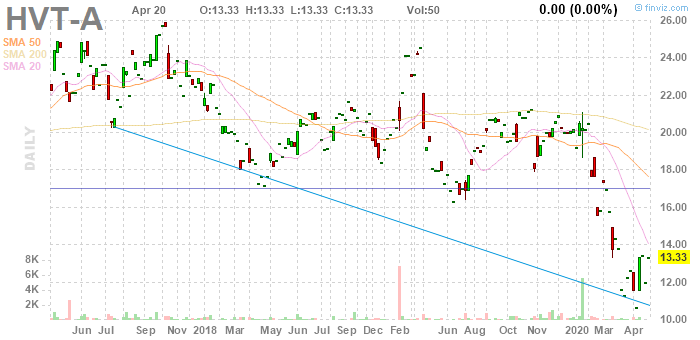 HVT-A Apr 20 O:13.33 H:13.33 L:13.33 C:13.33 Vol:50 0.00 (0.00%) © finviz.com
SMA 50
SMA 200
SMA 20
DAILY
26.00
24.00
22.00
20.00
18.00
16.00
14.00
13.33
12.00
10.00
8K
6K
4K
2K
Jun Jul Sep Nov 2018 Mar May Jun Jul Sep Oct Dec Feb Jun Aug Oct Nov 2020 Mar Apr